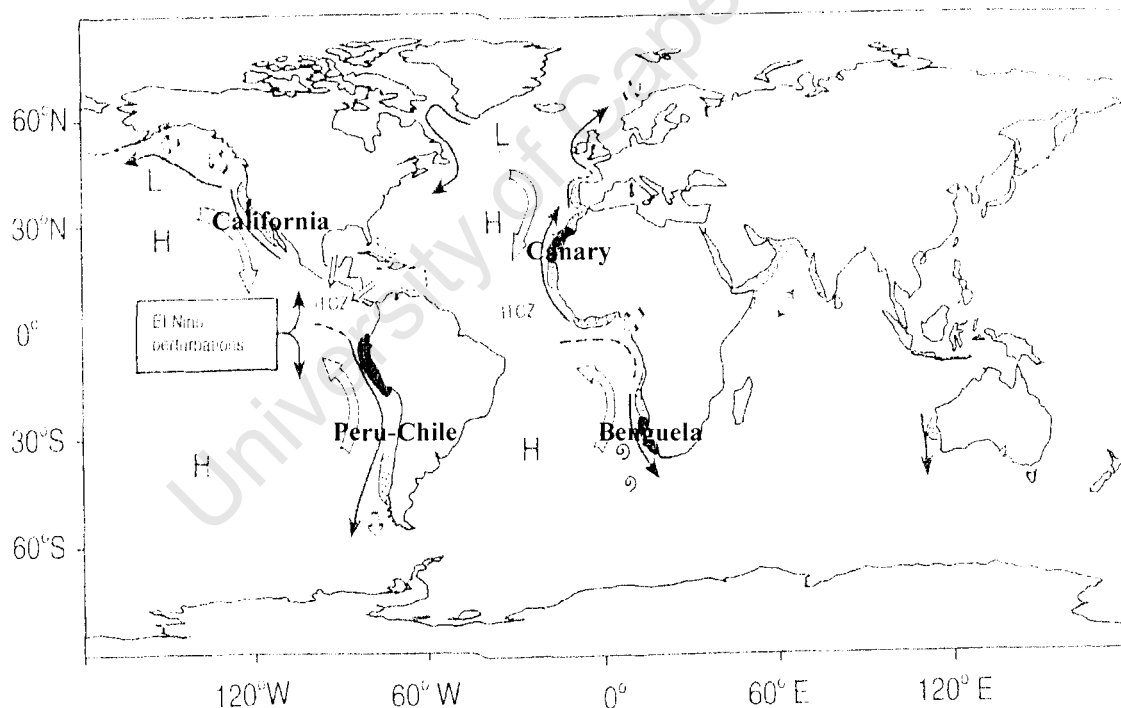 University of Cape
60°N
30°N
0°
30°S
60°S
L
H
California
El Nino
perturbations
ITCZ
Peru-Chile
H
L
H
Canary
ITCZ
Benguela
H
120°W
60°W
0°
60°E
120°E